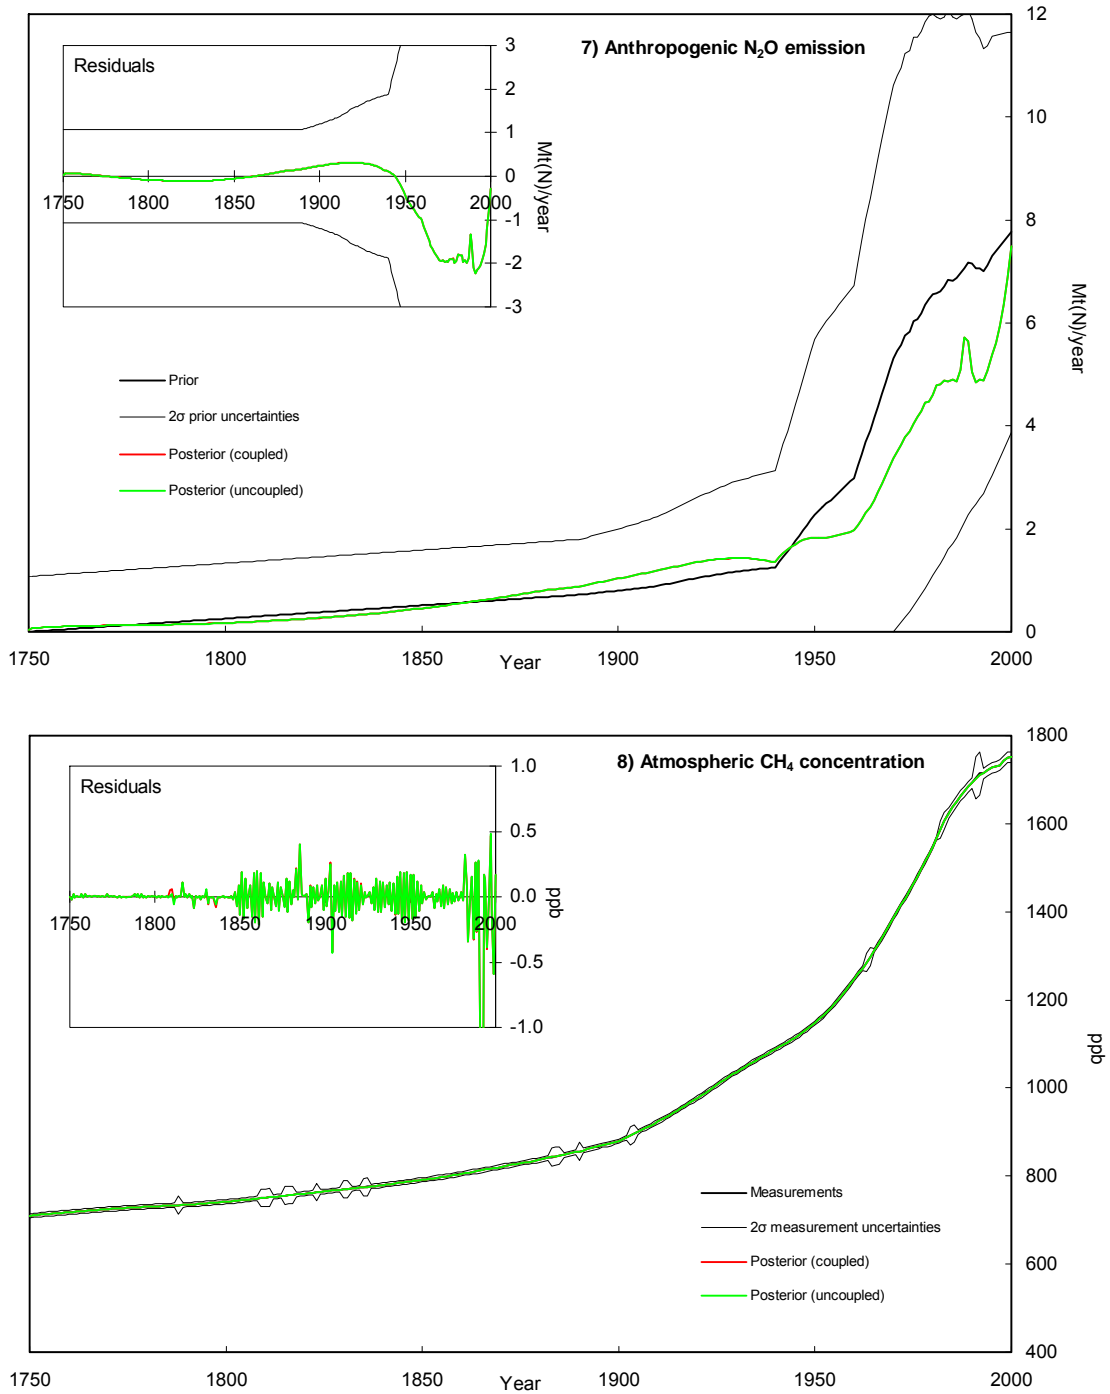 7) Anthropogenic N₂O emission
Residuals
3
2
1
0
-1
-2
-3
Mt(N)/year
1750 1800 1850 1900 1950 2000
Prior
2σ prior uncertainties
Posterior (coupled)
Posterior (uncoupled)
12
10
8
6
4
2
0
Mt(N)/year
1750 1800 1850 1900 1950 2000
Year
8) Atmospheric CH₄ concentration
Residuals
1.0
0.5
0.0
-0.5
-1.0
ppb
1750 1800 1850 1900 1950 2000
Measurements
2σ measurement uncertainties
Posterior (coupled)
Posterior (uncoupled)
1800
1600
1400
1200
1000
800
600
400
ppb
1750 1800 1850 1900 1950 2000
Year